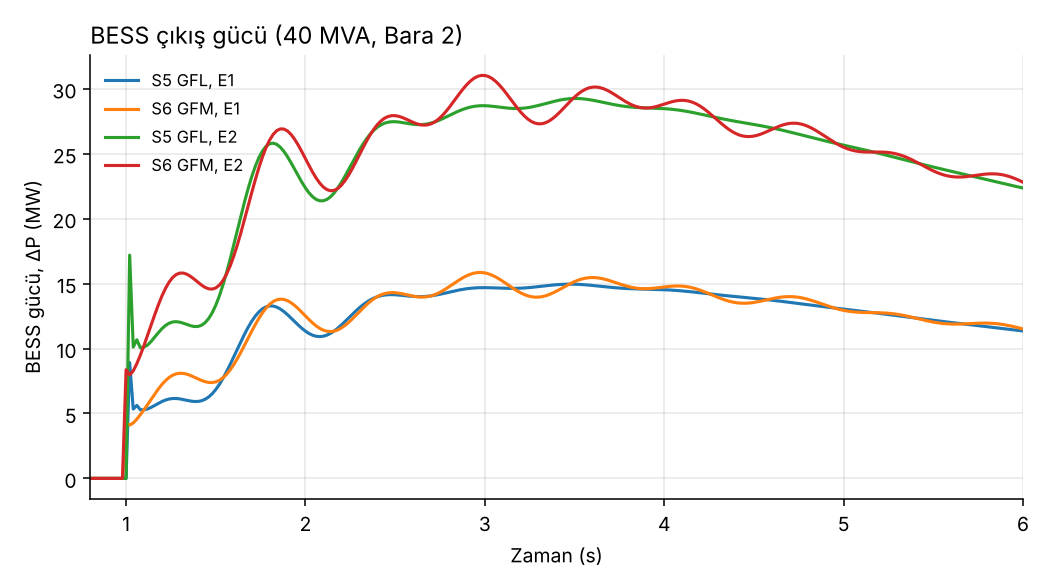 BESS çıkış gücü (40 MVA, Bara 2)
S5 GFL, E1
S6 GFM, E1
S5 GFL, E2
S6 GFM, E2
BESS gücü, ΔP (MW)
30
25
20
15
10
5
0
1 2 3 4 5 6
Zaman (s)